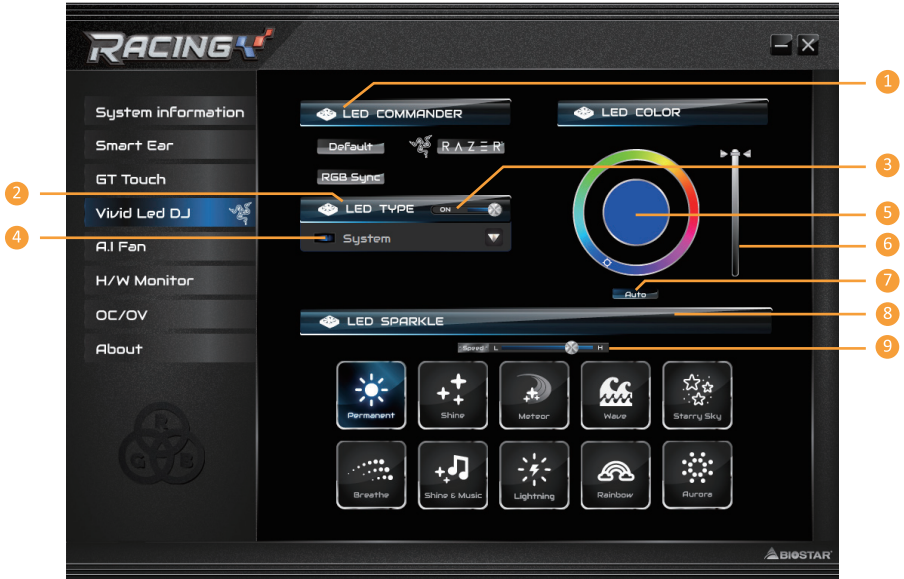 RACING
1
System information
LED COMMANDER
LED COLOR
Smart Ear
Default
RAZER
GT Touch
RGB Sync
3
2
LED TYPE
ON
Vivid Led DJ
5
4
System
A.I Fan
6
H/W Monitor
7
Auto
OC/OV
8
LED SPARKLE
About
Speed L H
9
Permanent
Shine
Meteor
Wave
Starry Sky
R
G B
Breathe
Shine & Music
Lightning
Rainbow
Aurora
BIOSTAR